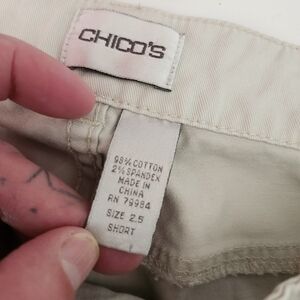 CHICO'S
98% COTTON
2% SPANDEX
MADE IN
CHINA
RN 79984
SIZE 2.5
SHORT